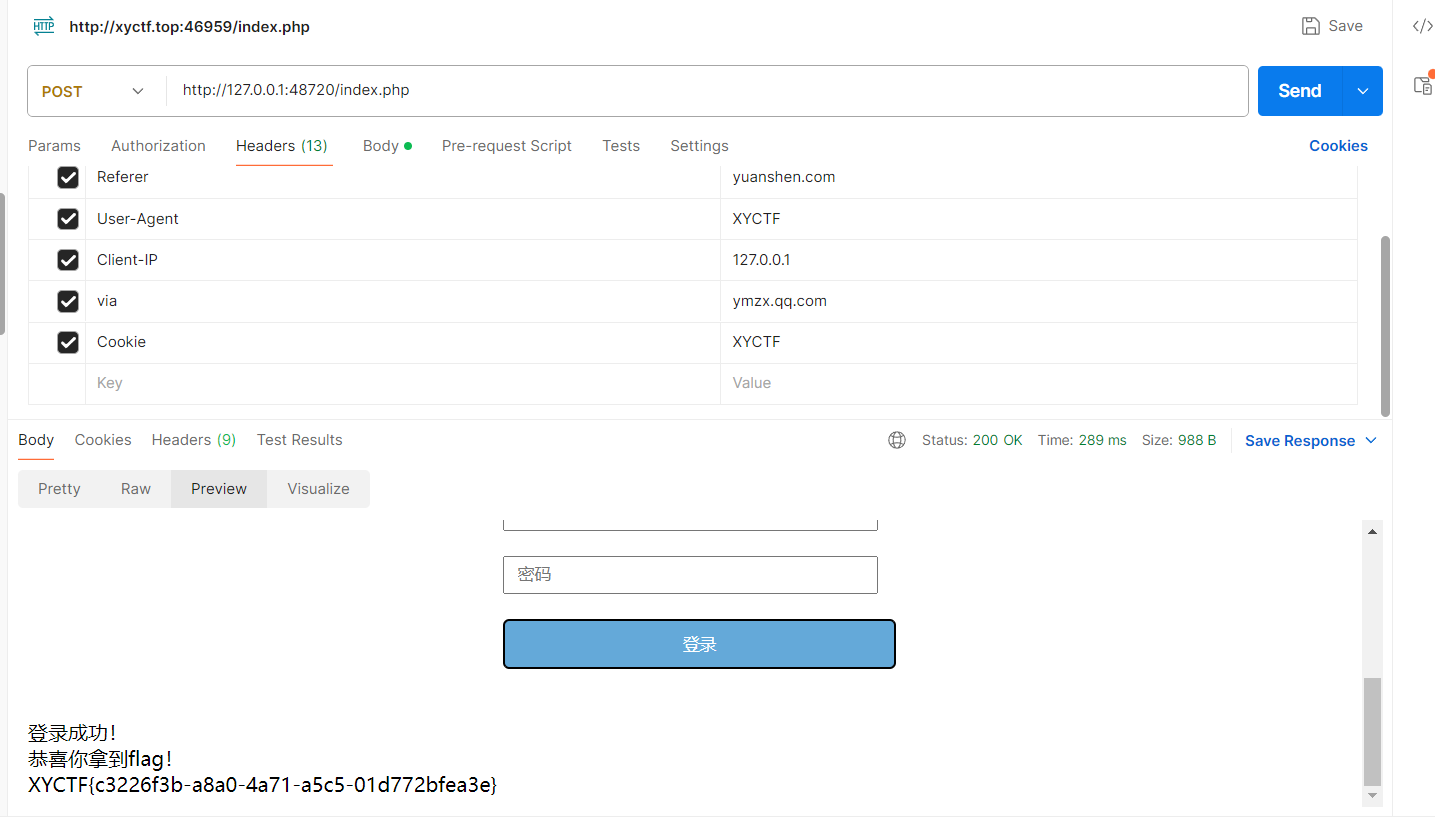 HTTP http://xyctf.top:46959/index.php Save </>
POST http://127.0.0.1:48720/index.php Send
Params Authorization Headers (13) Body Pre-request Script Tests Settings Cookies
Referer yuanshen.com
User-Agent XYCTF
Client-IP 127.0.0.1
via ymzx.qq.com
Cookie XYCTF
Key Value
Body Cookies Headers (9) Test Results Status: 200 OK Time: 289 ms Size: 988 B Save Response
Pretty Raw Preview Visualize
密码
登录
登录成功!
恭喜你拿到flag!
XYCTF{c3226f3b-a8a0-4a71-a5c5-01d772bfea3e}